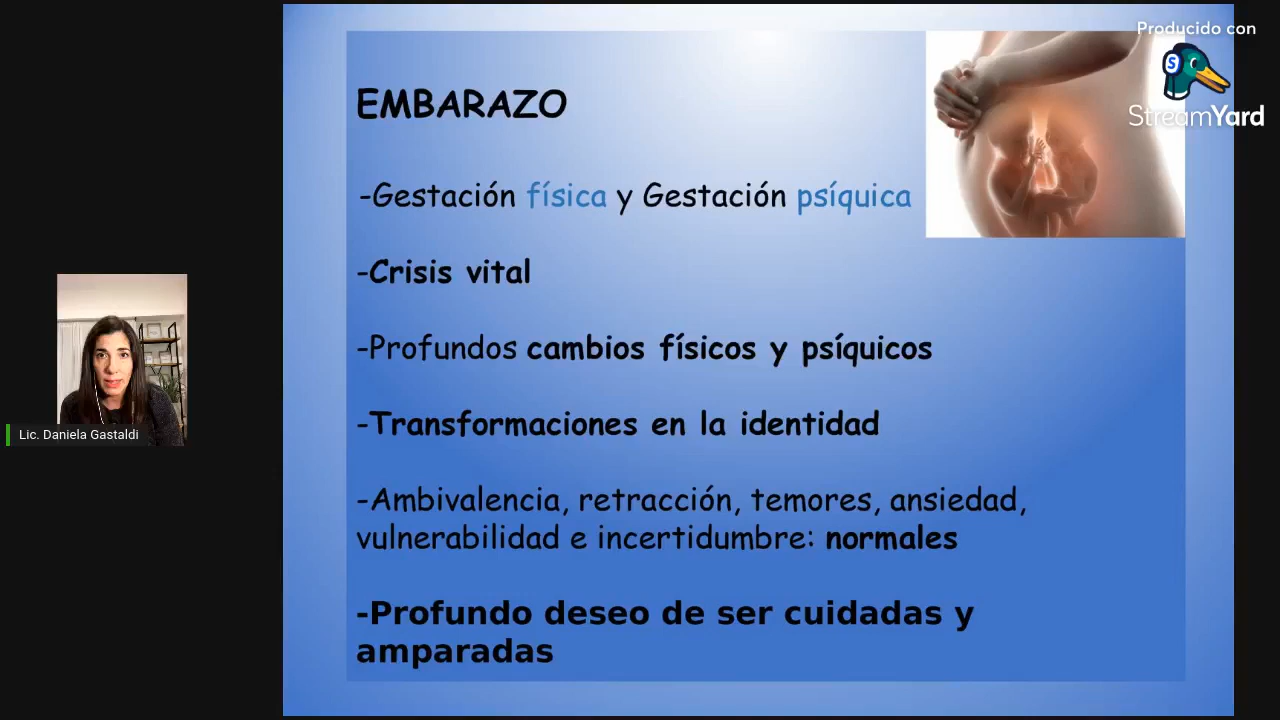 Producido con
StreamYard
EMBARAZO
-Gestación física y Gestación psíquica
-Crisis vital
-Profundos cambios físicos y psíquicos
-Transformaciones en la identidad
-Ambivalencia, retracción, temores, ansiedad,
vulnerabilidad e incertidumbre: normales
-Profundo deseo de ser cuidadas y
amparadas
Lic. Daniela Gastaldi